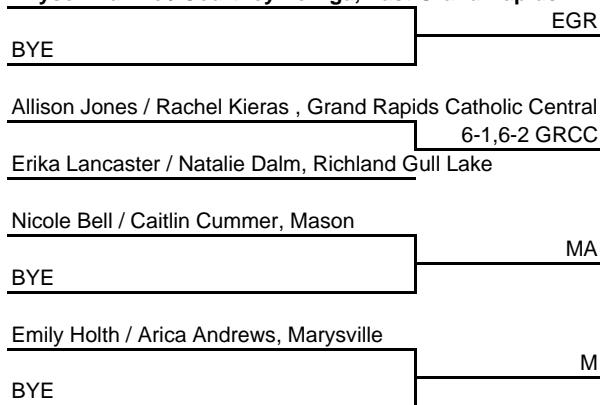 EGR
BYE
Allison Jones / Rachel Kieras , Grand Rapids Catholic Central
6-1,6-2 GRCC
Erika Lancaster / Natalie Dalm, Richland Gull Lake
Nicole Bell / Caitlin Cummer, Mason
MA
BYE
Emily Holth / Arica Andrews, Marysville
M
BYE